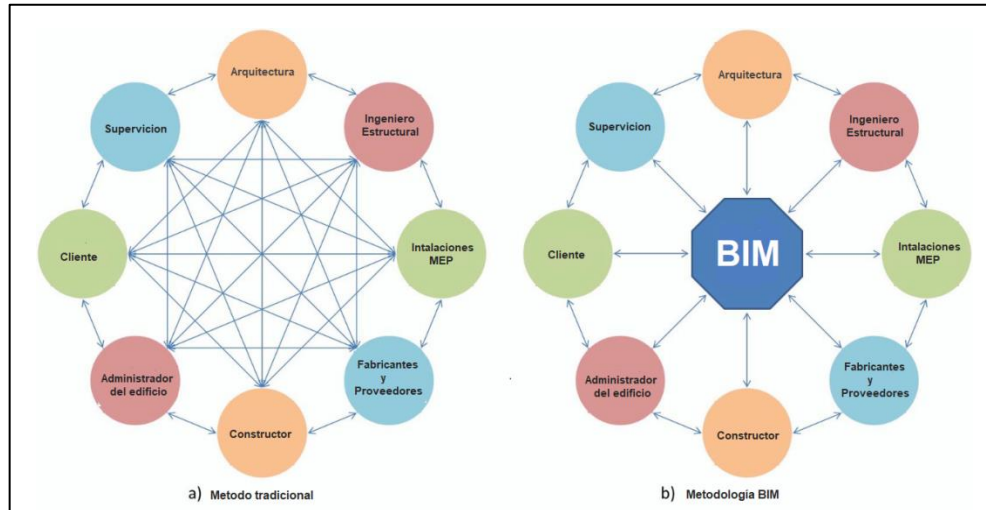 Arquitectura
Supervicion
Ingeniero
Estructural
Cliente
Intalaciones
MEP
Administrador
del edificio
Fabricantes
y
Proveedores
Constructor
a) Metodo tradicional
Arquitectura
Supervicion
Ingeniero
Estructural
Cliente
BIM
Intalaciones
MEP
Administrador
del edificio
Fabricantes
y
Proveedores
Constructor
b) Metodología BIM